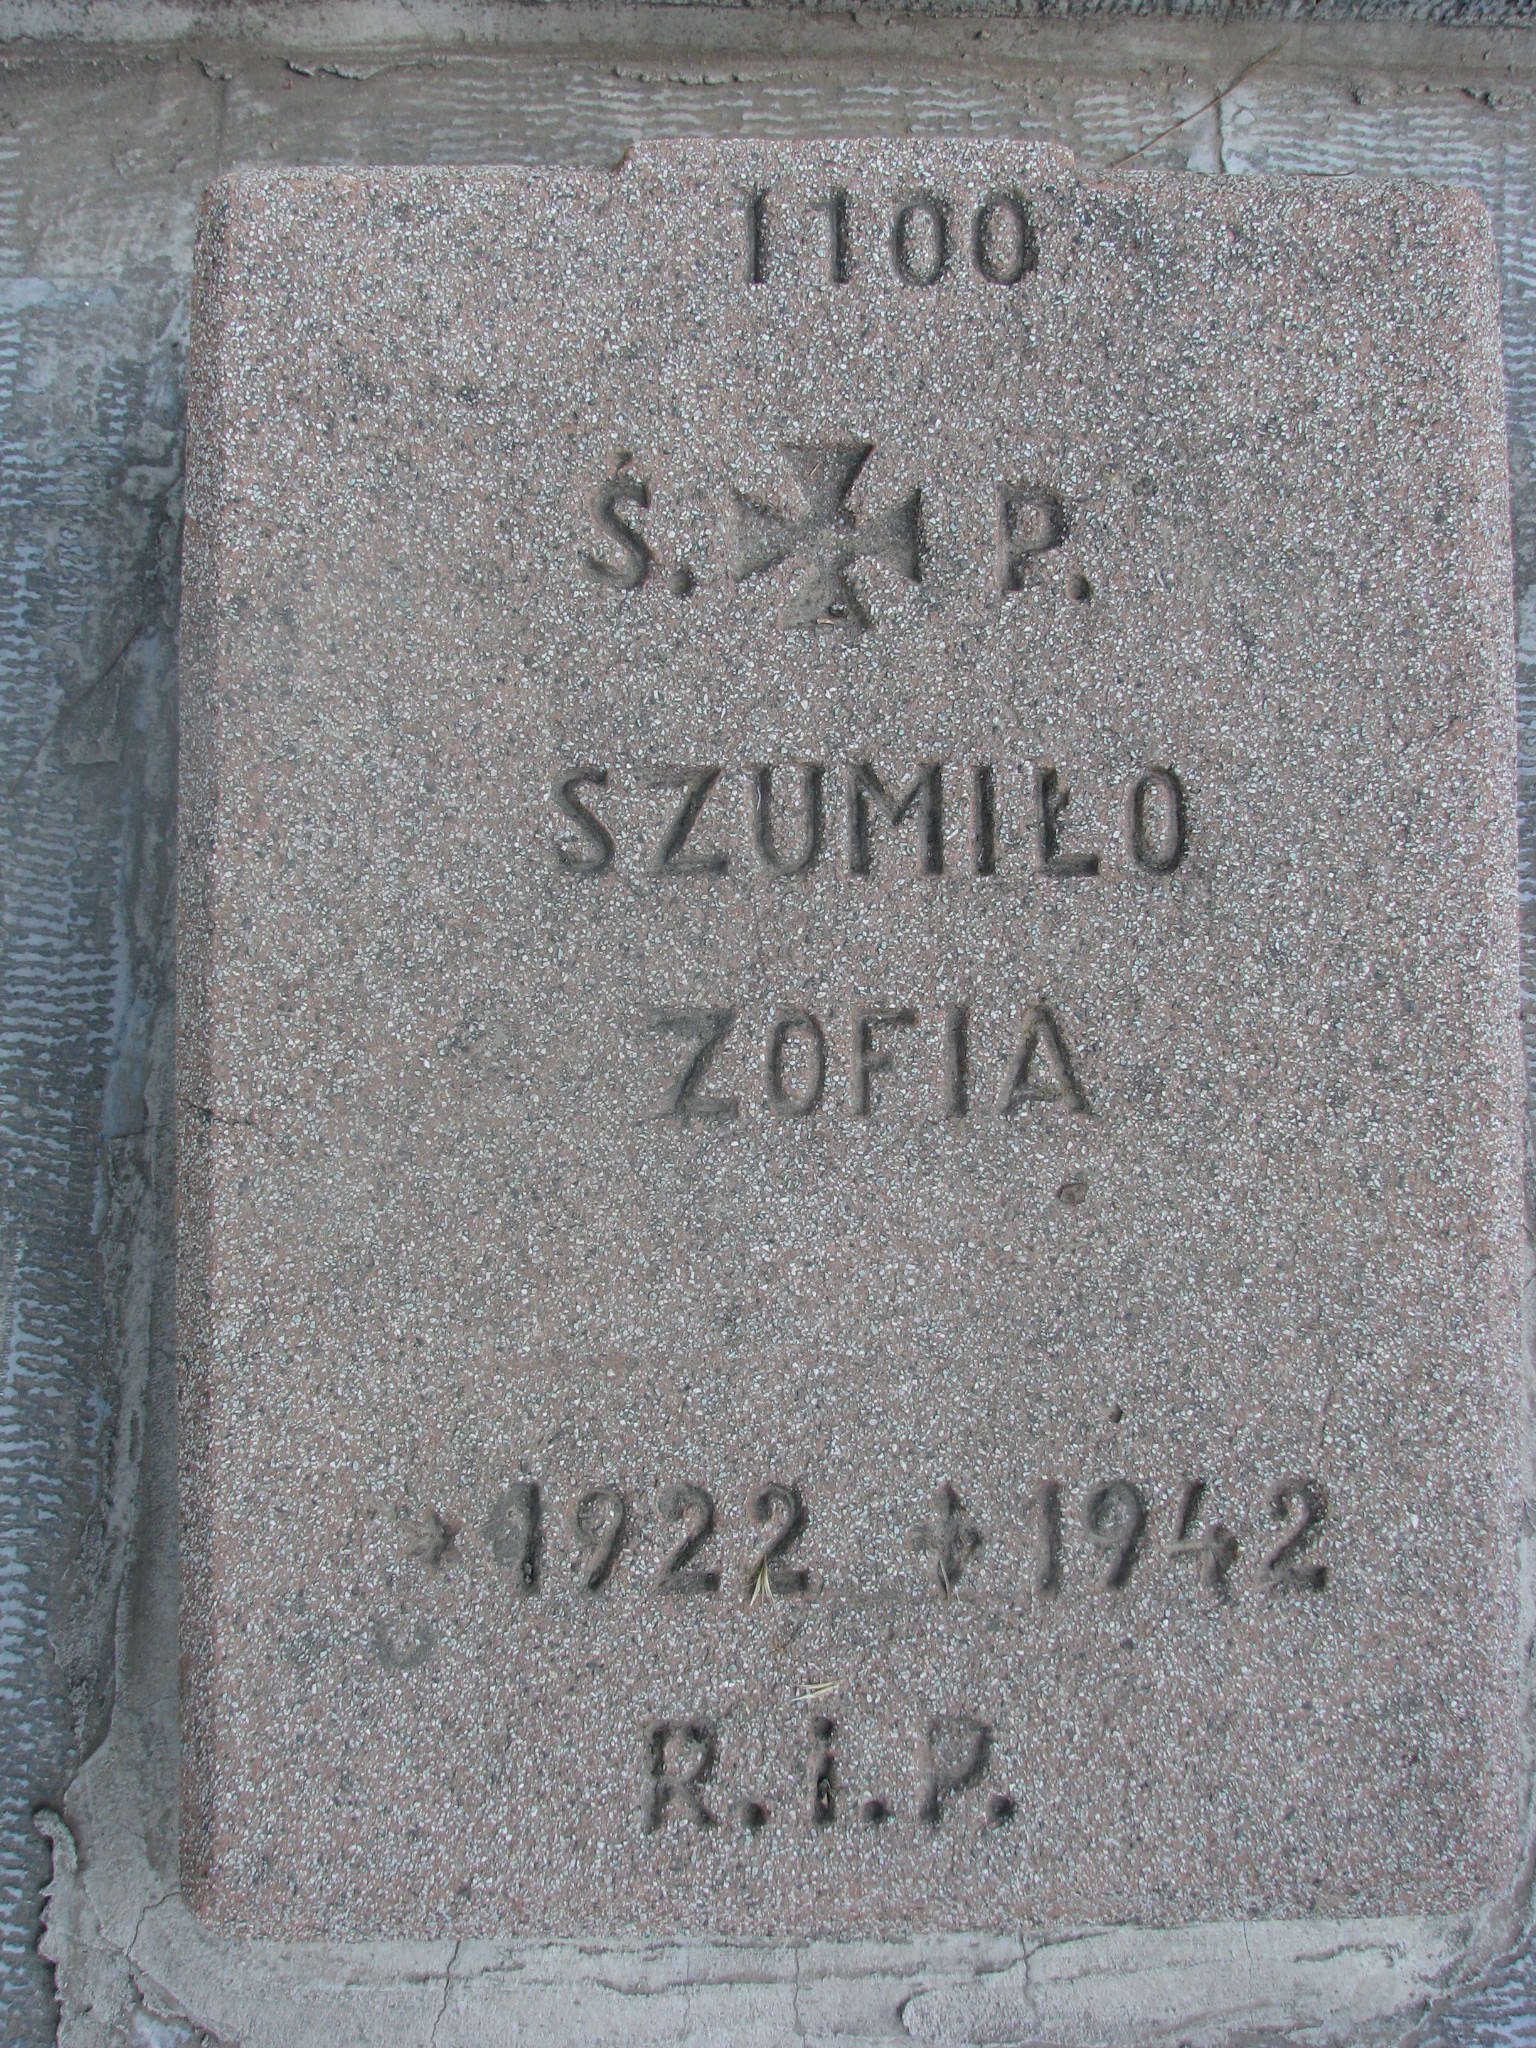 1100
Ś. P.
SZUMIŁO
ZOFIA
* 1922 † 1942
R.i.P.